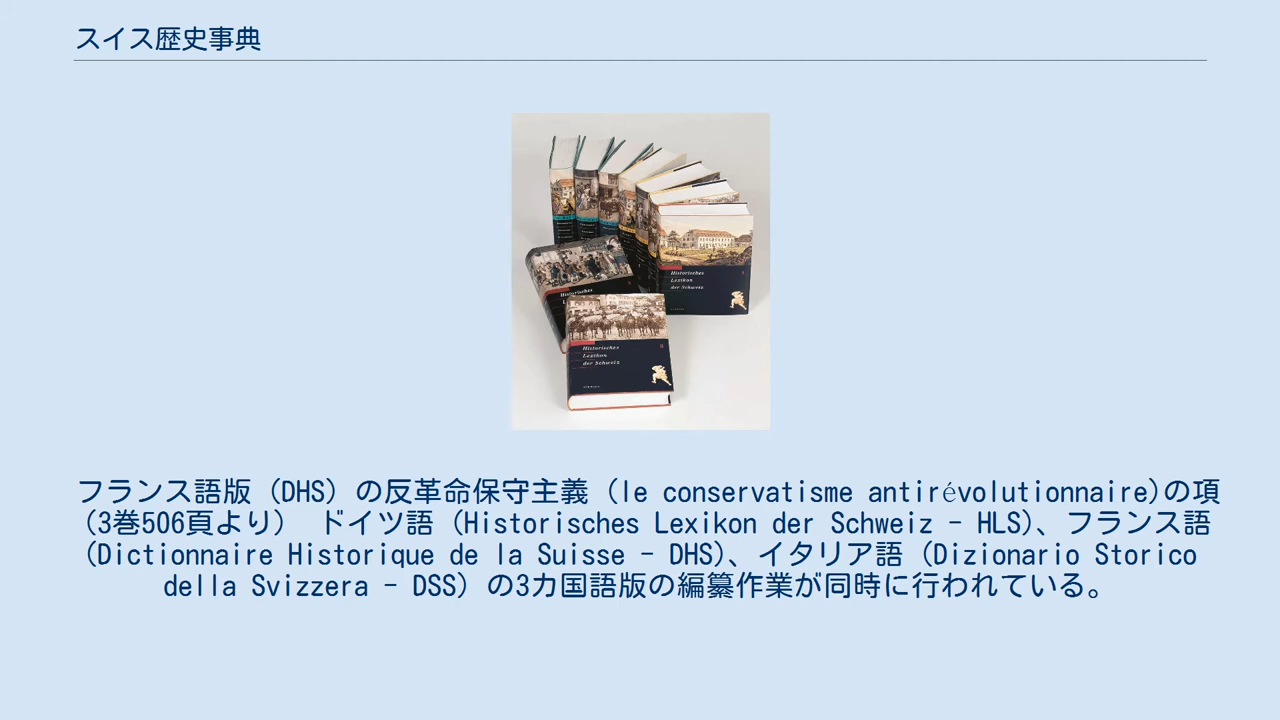 スイス歴史事典
Historisches
Lexikon
der Schweiz
Historisches
Historisches
Lexikon
der Schweiz
フランス語版（DHS）の反革命保守主義（le conservatisme antirévolutionnaire)の項
（3巻506頁より）　ドイツ語（Historisches Lexikon der Schweiz - HLS)、フランス語
（Dictionnaire Historique de la Suisse - DHS)、イタリア語（Dizionario Storico
della Svizzera - DSS）の3カ国語版の編纂作業が同時に行われている。